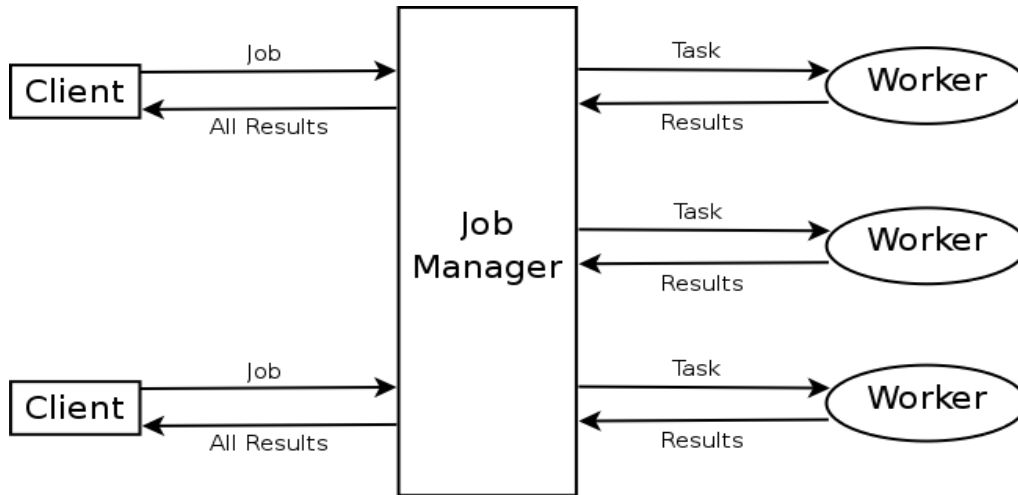 Job
Client
All Results
Job
Manager
Task
Worker
Results
Task
Worker
Results
Job
Client
All Results
Task
Worker
Results